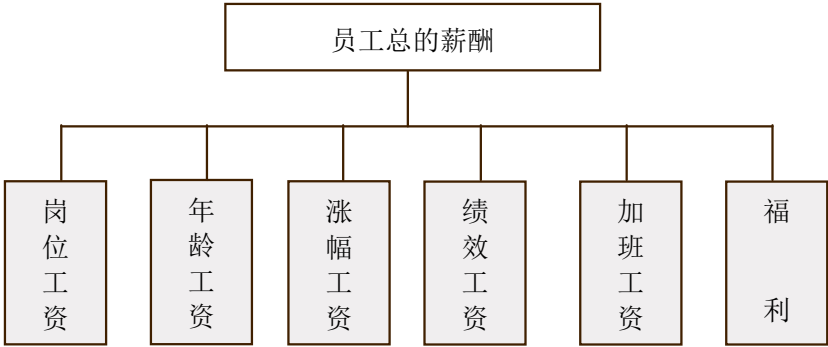 员工总的薪酬
岗位工资
年龄工资
涨幅工资
绩效工资
加班工资
福利